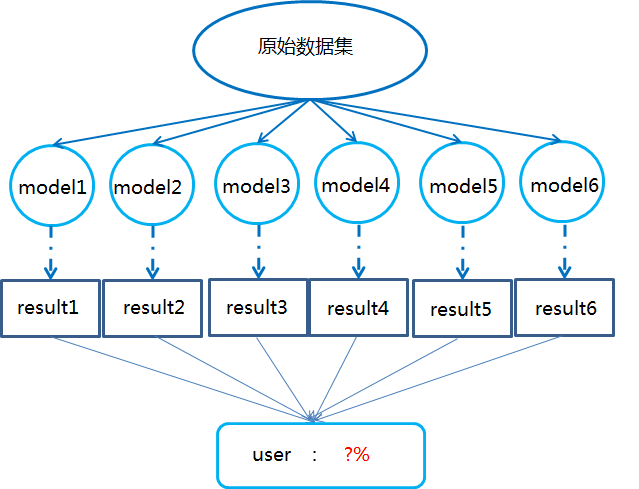 原始数据集
model1 model2 model3 model4 model5 model6
result1 result2 result3 result4 result5 result6
user : ?%